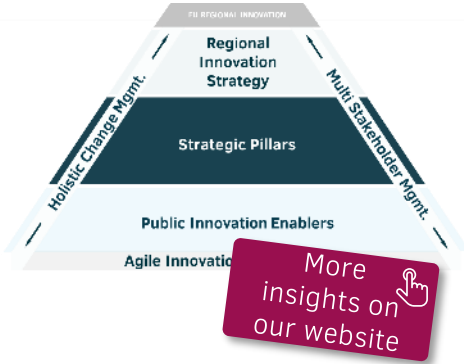 EU REGIONAL INNOVATION
Regional
Innovation
Strategy
Holistic Change Mgmt.
Multi Stakeholder Mgmt.
Strategic Pillars
Public Innovation Enablers
Agile Innovatio
More
insights on
our website